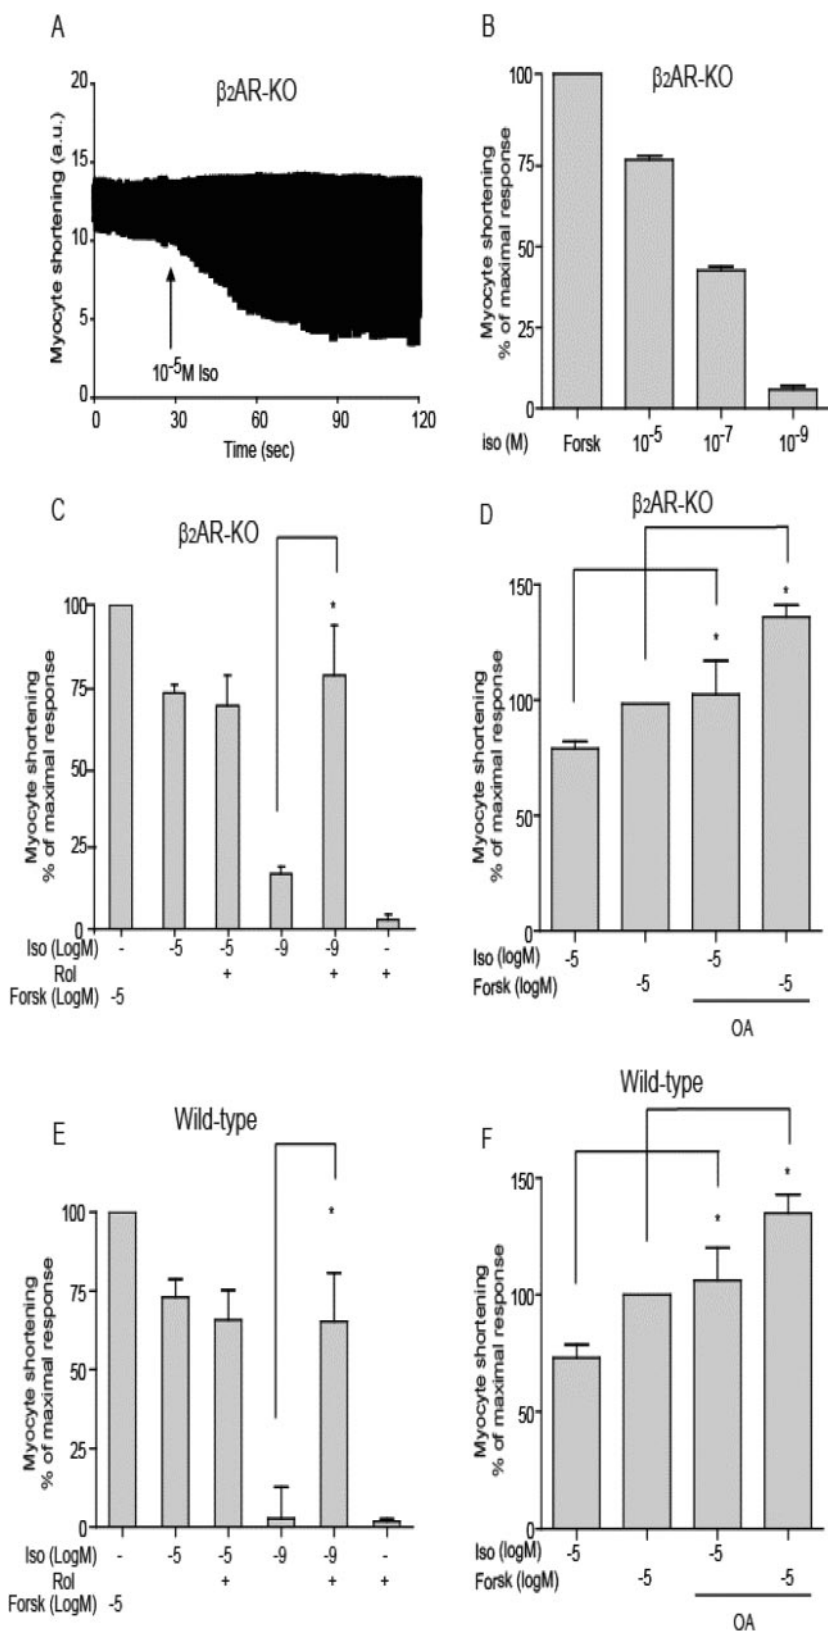 A
β₂AR-KO
Myocyte shortening (a.u.)
20
15
10
5
0
10⁻⁵M Iso
0 30 60 90 120
Time (sec)
B
β₂AR-KO
Myocyte shortening
% of maximal response
100
75
50
25
0
iso (M) Forsk 10⁻⁵ 10⁻⁷ 10⁻⁹
C
β₂AR-KO
Myocyte shortening
% of maximal response
100
75
50
25
0
*
Iso (LogM) - -5 -5 -9 -9 -
Rol + + +
Forsk (LogM) -5
D
β₂AR-KO
Myocyte shortening
% of maximal response
150
100
50
0
* *
Iso (logM) -5 -5
Forsk (logM) -5 -5
OA
E
Wild-type
Myocyte shortening
% of maximal response
100
75
50
25
0
*
Iso (LogM) - -5 -5 -9 -9 -
Rol + + +
Forsk (LogM) -5
F
Wild-type
Myocyte shortening
% of maximal response
150
100
50
0
* *
Iso (logM) -5 -5
Forsk (logM) -5 -5
OA